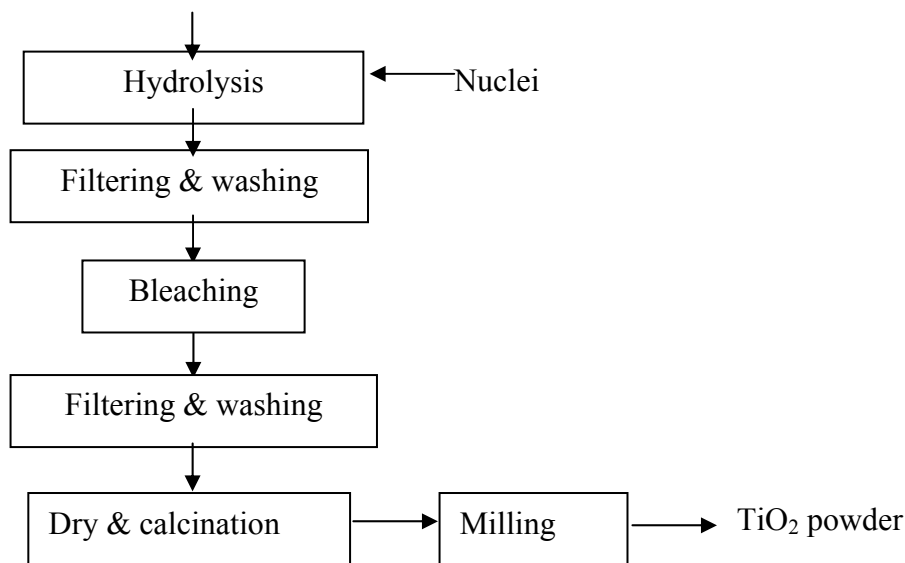 Hydrolysis
Nuclei
Filtering & washing
Bleaching
Filtering & washing
Dry & calcination
Milling
TiO₂ powder